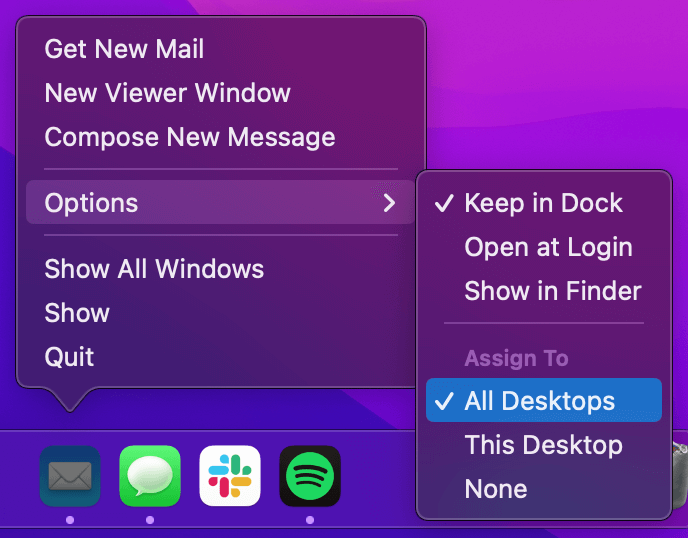 Get New Mail
New Viewer Window
Compose New Message
Options
Show All Windows
Show
Quit
Keep in Dock
Open at Login
Show in Finder
Assign To
All Desktops
This Desktop
None